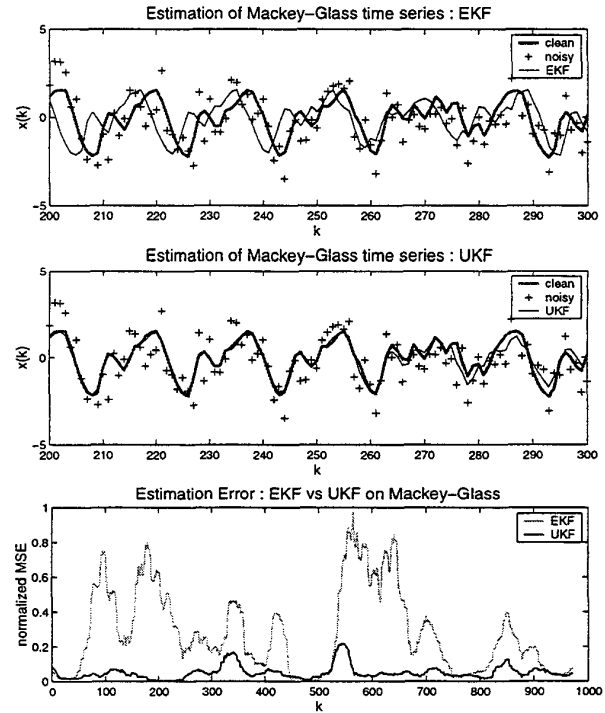 Estimation of Mackey-Glass time series : EKF
5
clean
noisy
EKF
x(k)
0
-5
200 210 220 230 240 250 260 270 280 290 300
k
Estimation of Mackey-Glass time series : UKF
5
clean
noisy
UKF
x(k)
0
-5
200 210 220 230 240 250 260 270 280 290 300
k
Estimation Error : EKF vs UKF on Mackey-Glass
1
EKF
UKF
0.8
0.6
normalized MSE
0.4
0.2
0
0 100 200 300 400 500 600 700 800 900 1000
k